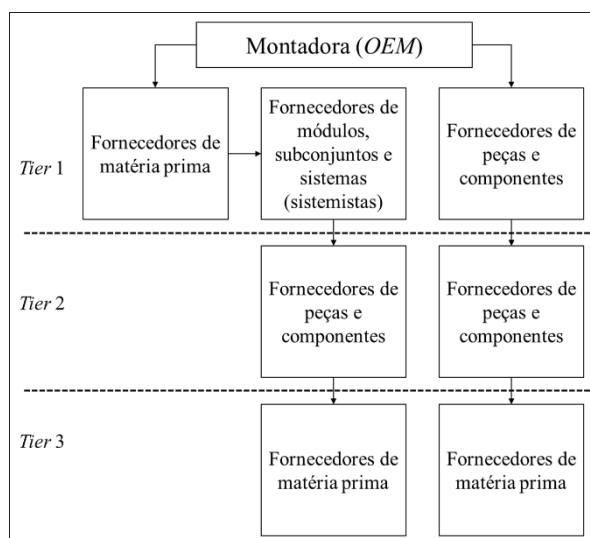 Montadora (OEM)
Tier 1
Fornecedores de
matéria prima
Fornecedores de
módulos,
subconjuntos e
sistemas
(sistemistas)
Fornecedores de
peças e
componentes
Tier 2
Fornecedores de
peças e
componentes
Fornecedores de
peças e
componentes
Tier 3
Fornecedores de
matéria prima
Fornecedores de
matéria prima